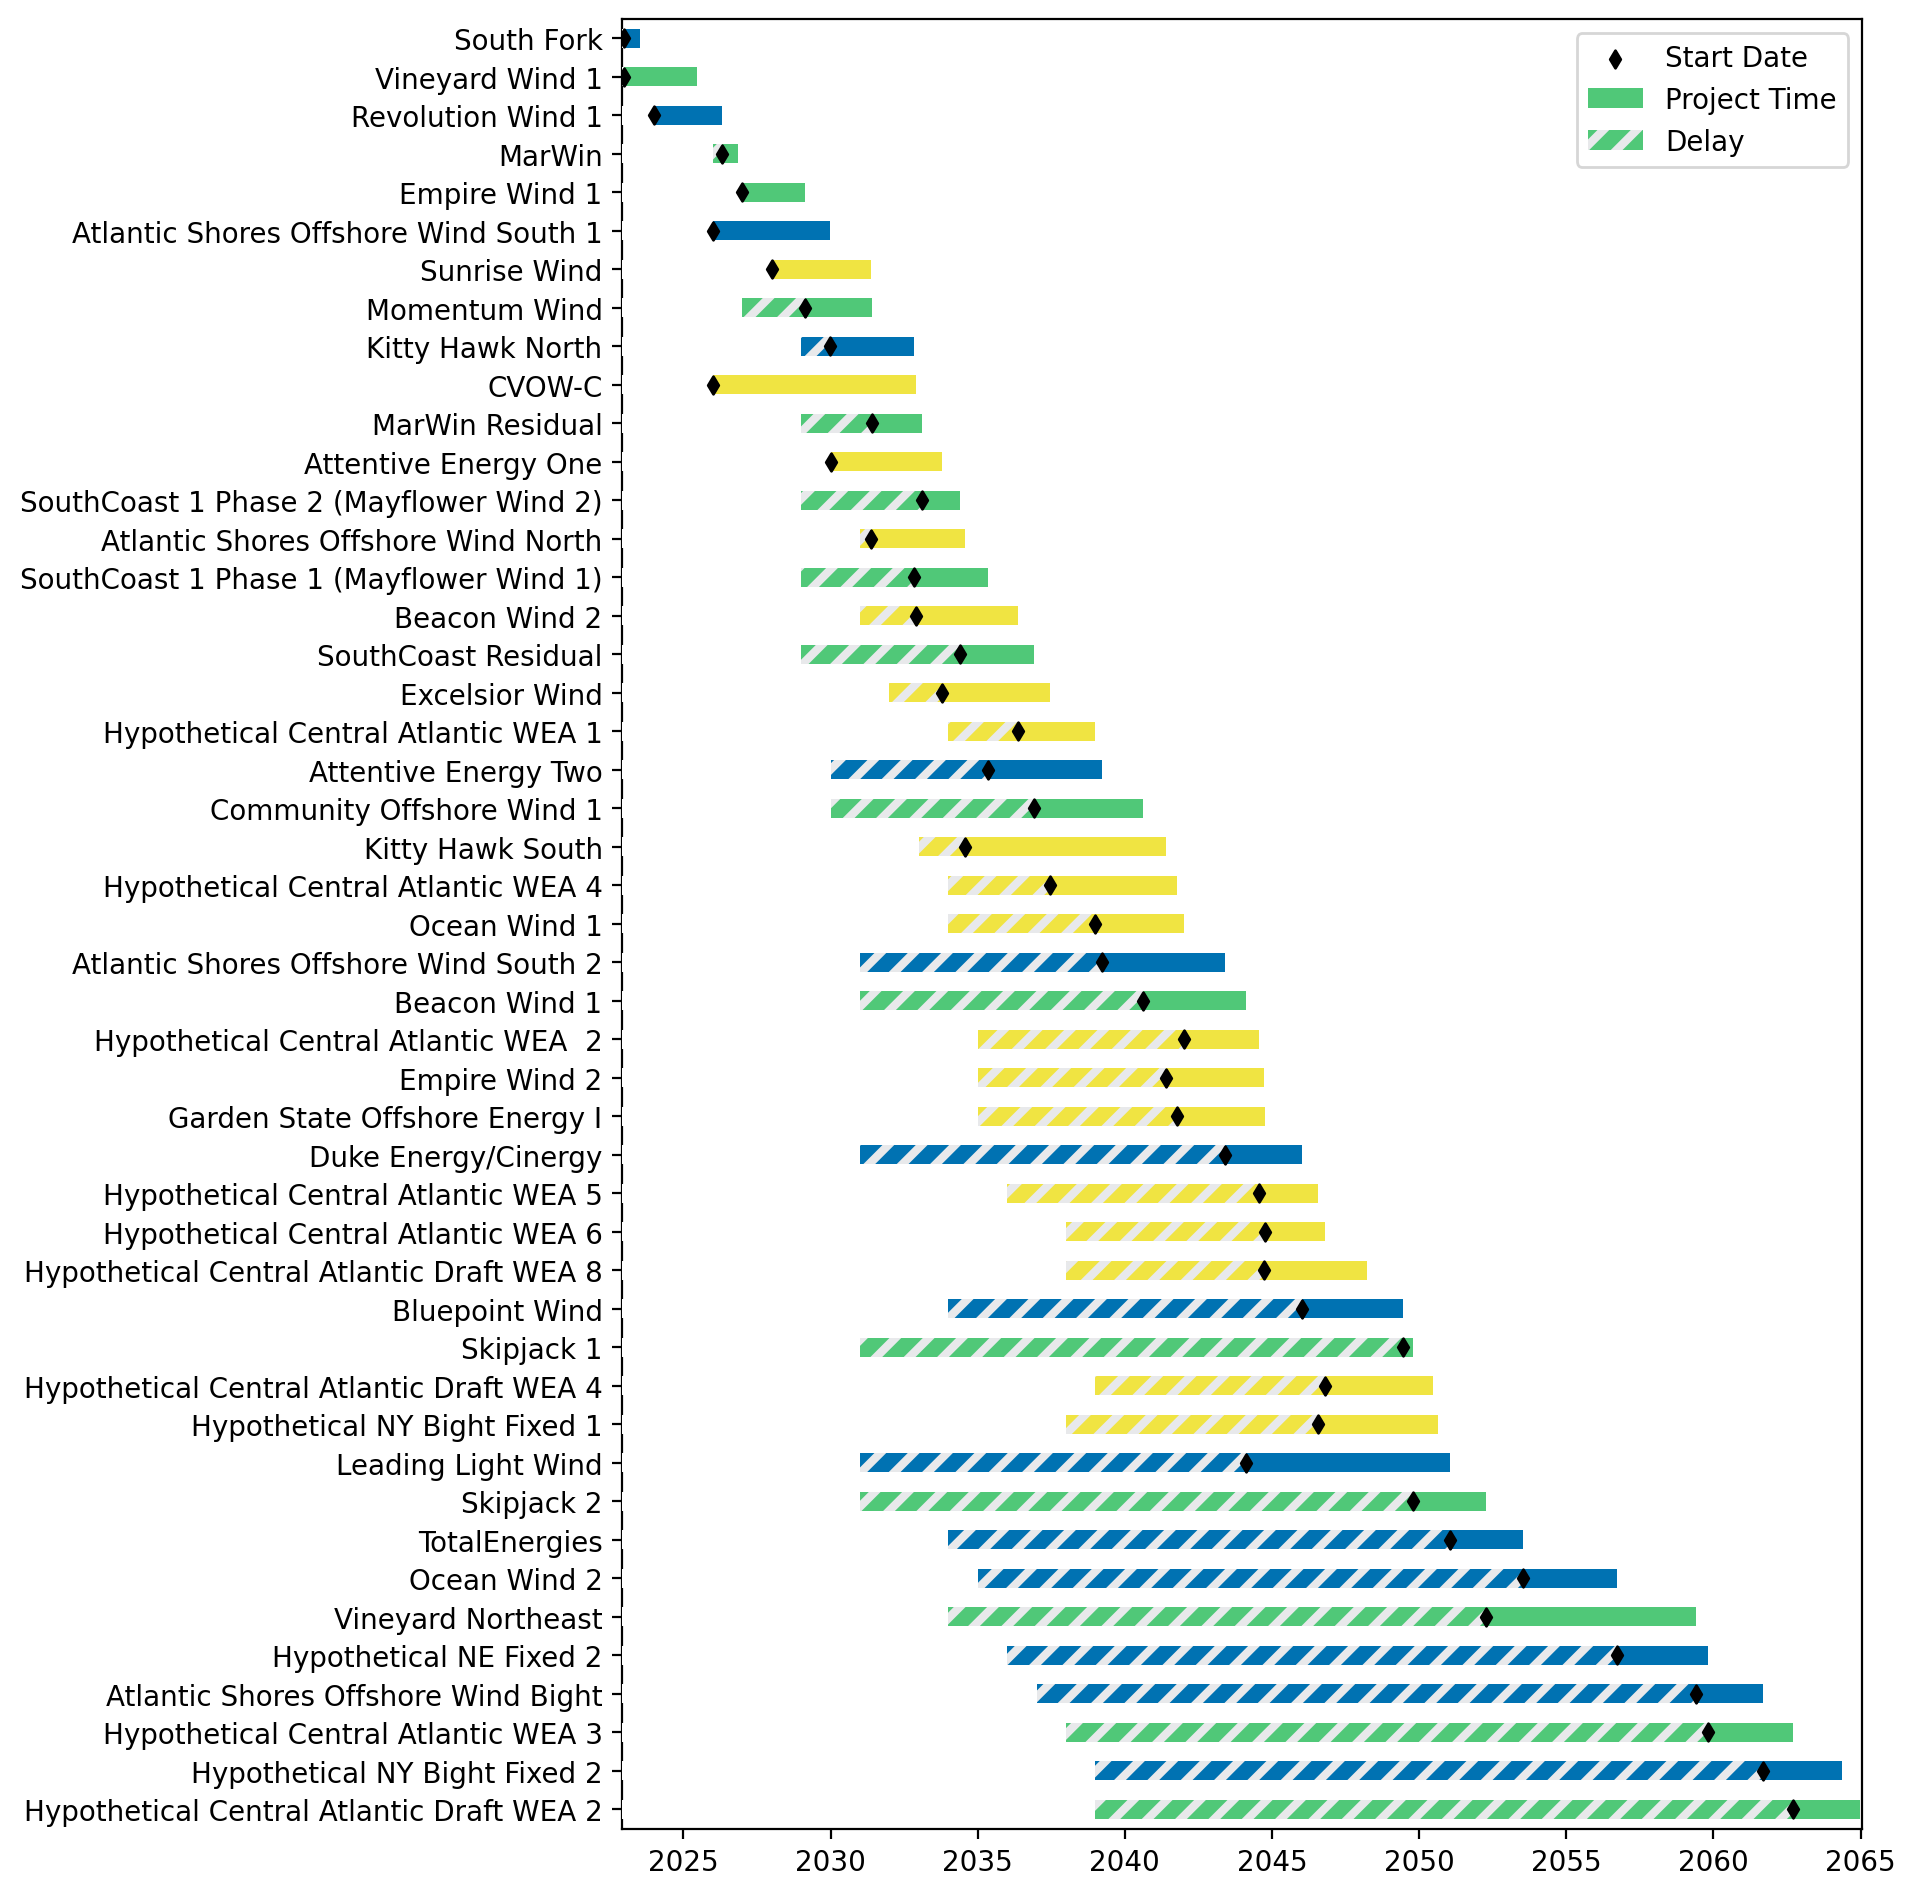 South Fork
Vineyard Wind 1
Revolution Wind 1
MarWin
Empire Wind 1
Atlantic Shores Offshore Wind South 1
Sunrise Wind
Momentum Wind
Kitty Hawk North
CVOW-C
MarWin Residual
Attentive Energy One
SouthCoast 1 Phase 2 (Mayflower Wind 2)
Atlantic Shores Offshore Wind North
SouthCoast 1 Phase 1 (Mayflower Wind 1)
Beacon Wind 2
SouthCoast Residual
Excelsior Wind
Hypothetical Central Atlantic WEA 1
Attentive Energy Two
Community Offshore Wind 1
Kitty Hawk South
Hypothetical Central Atlantic WEA 4
Ocean Wind 1
Atlantic Shores Offshore Wind South 2
Beacon Wind 1
Hypothetical Central Atlantic WEA  2
Empire Wind 2
Garden State Offshore Energy I
Duke Energy/Cinergy
Hypothetical Central Atlantic WEA 5
Hypothetical Central Atlantic WEA 6
Hypothetical Central Atlantic Draft WEA 8
Bluepoint Wind
Skipjack 1
Hypothetical Central Atlantic Draft WEA 4
Hypothetical NY Bight Fixed 1
Leading Light Wind
Skipjack 2
TotalEnergies
Ocean Wind 2
Vineyard Northeast
Hypothetical NE Fixed 2
Atlantic Shores Offshore Wind Bight
Hypothetical Central Atlantic WEA 3
Hypothetical NY Bight Fixed 2
Hypothetical Central Atlantic Draft WEA 2
Start Date
Project Time
Delay
2025 2030 2035 2040 2045 2050 2055 2060 2065